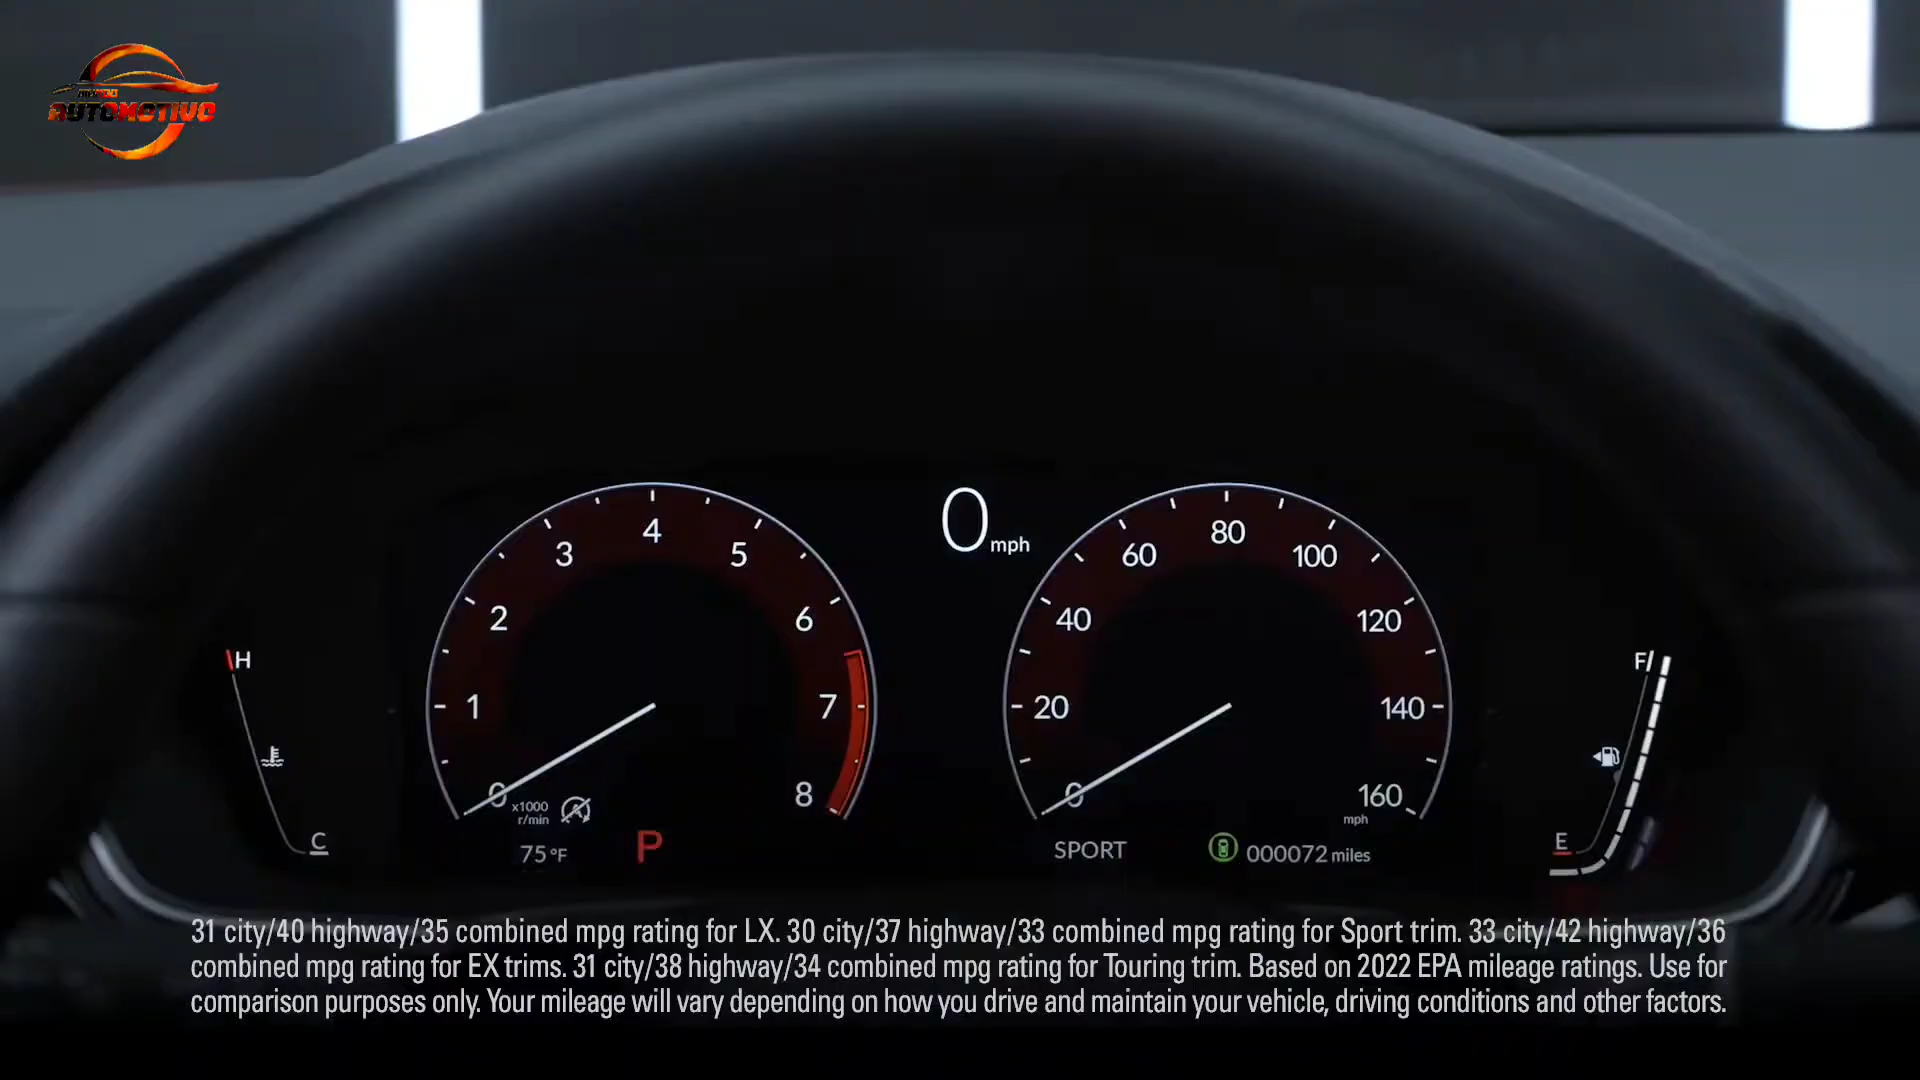 AUTOMOTIVO
0 mph
4
3
5
2
6
1
7
0
8
x1000
r/min
A
75 °F
P
80
60
100
40
120
20
140
0
160
mph
SPORT
000072 miles
H
C
F
E
31 city/40 highway/35 combined mpg rating for LX. 30 city/37 highway/33 combined mpg rating for Sport trim. 33 city/42 highway/36
combined mpg rating for EX trims. 31 city/38 highway/34 combined mpg rating for Touring trim. Based on 2022 EPA mileage ratings. Use for
comparison purposes only. Your mileage will vary depending on how you drive and maintain your vehicle, driving conditions and other factors.